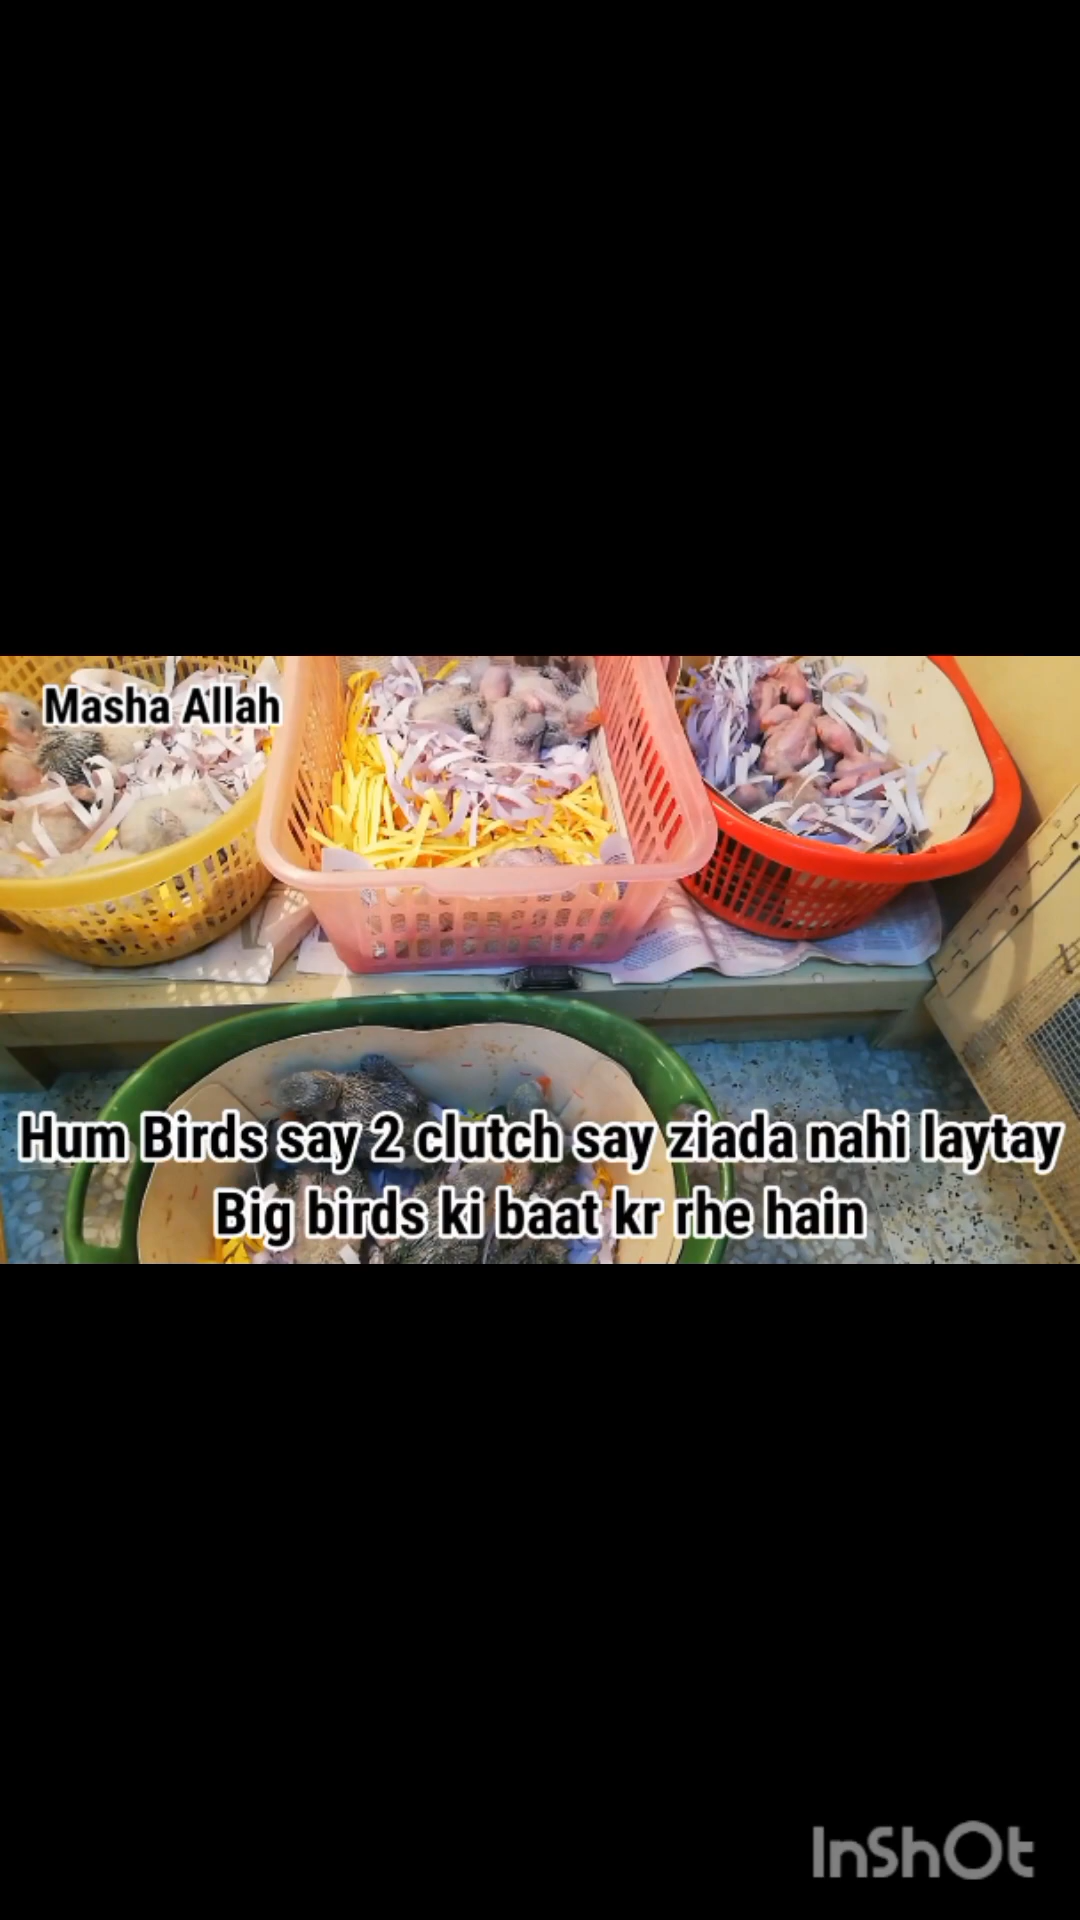 Masha Allah
Hum Birds say 2 clutch say ziada nahi laytay
Big birds ki baat kr rhe hain
InShOt